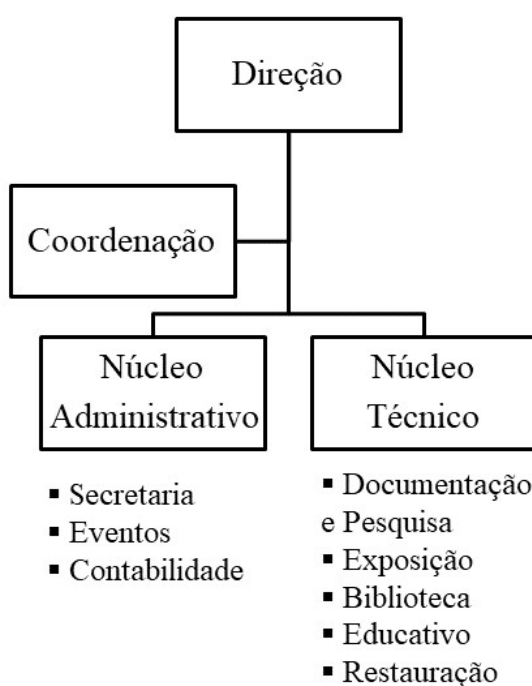 Direção
Coordenação
Núcleo
Administrativo
▪ Secretaria
▪ Eventos
▪ Contabilidade
Núcleo
Técnico
▪ Documentação
e Pesquisa
▪ Exposição
▪ Biblioteca
▪ Educativo
▪ Restauração